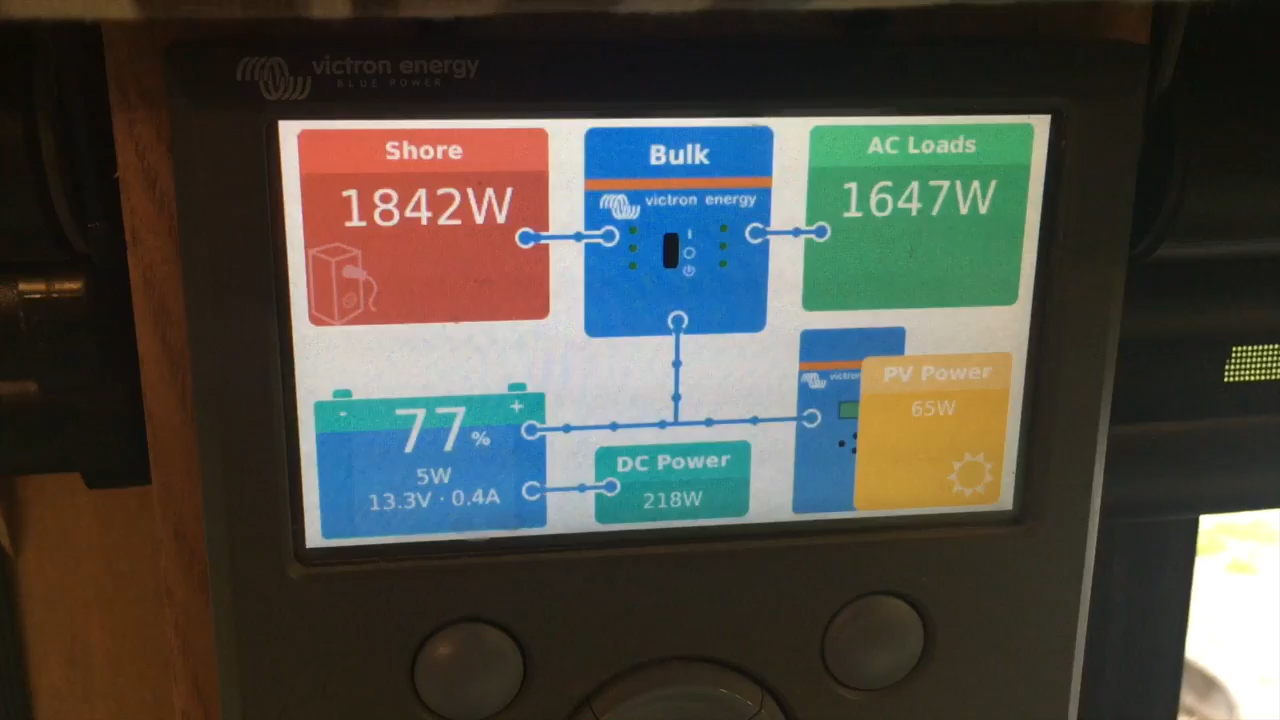 victron energy
BLUE POWER
Shore
1842W
Bulk
victron energy
AC Loads
1647W
- +
77%
5W
13.3V · 0.4A
DC Power
218W
victron
PV Power
65W